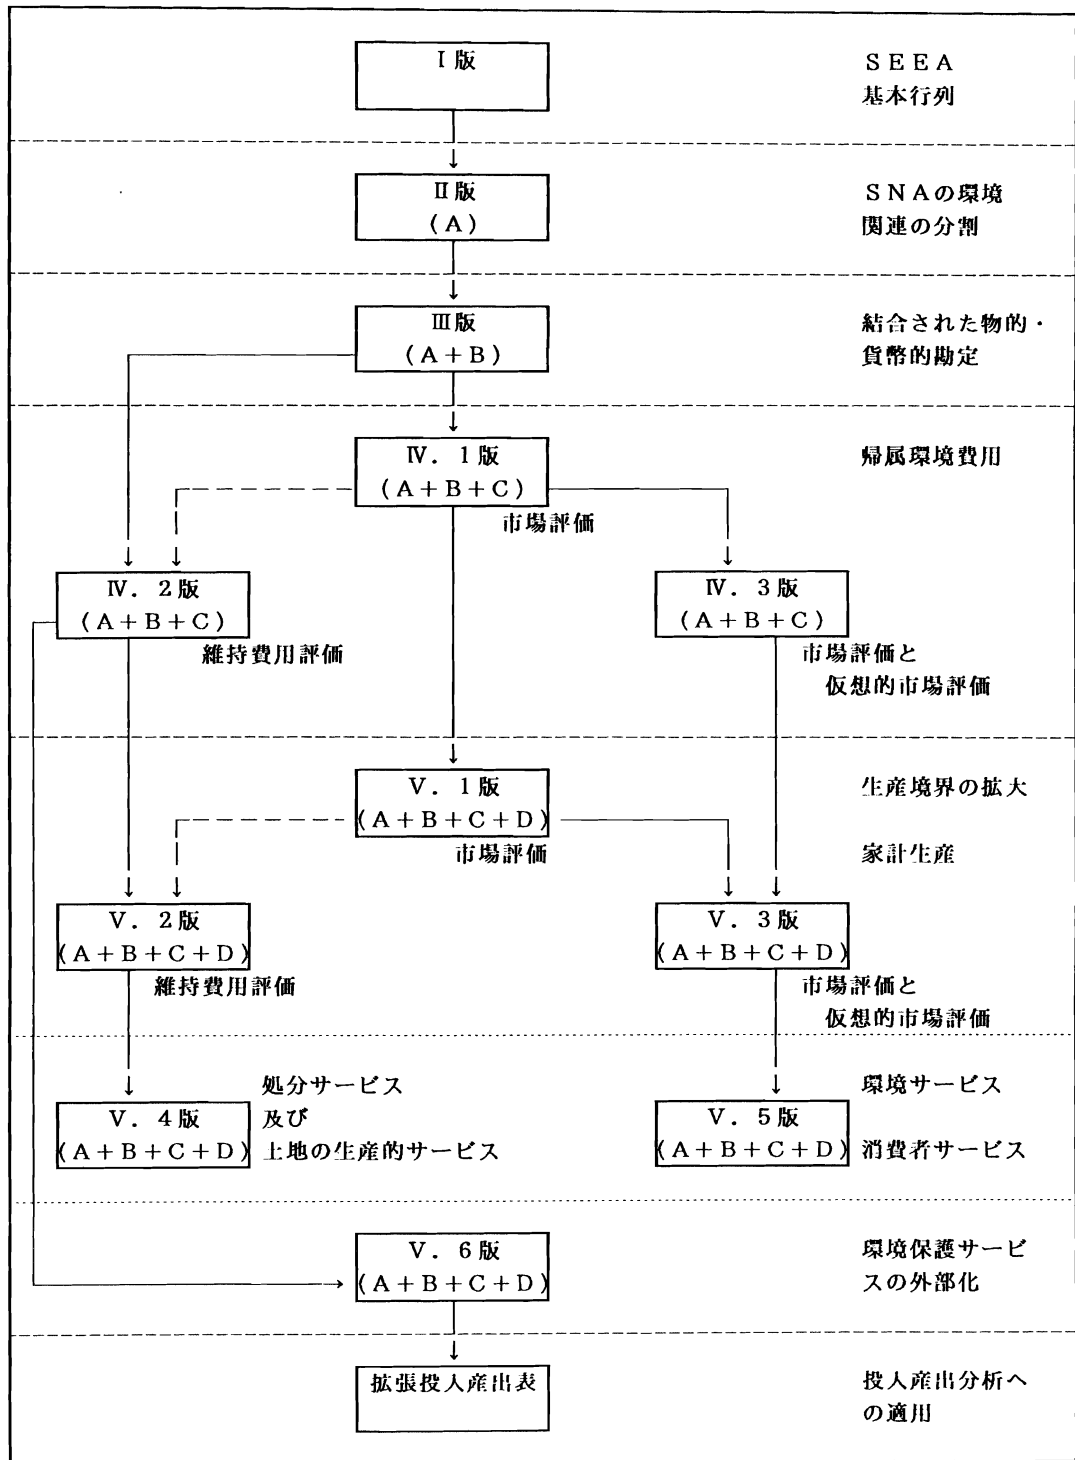 Ⅰ版
ＳＥＥＡ
基本行列
Ⅱ版
(Ａ)
ＳＮＡの環境
関連の分割
Ⅲ版
(Ａ＋Ｂ)
結合された物的・
貨幣的勘定
Ⅳ．１版
(Ａ＋Ｂ＋Ｃ)
市場評価
帰属環境費用
Ⅳ．２版
(Ａ＋Ｂ＋Ｃ)
維持費用評価
Ⅳ．３版
(Ａ＋Ｂ＋Ｃ)
市場評価と
仮想的市場評価
Ⅴ．１版
(Ａ＋Ｂ＋Ｃ＋Ｄ)
市場評価
生産境界の拡大
家計生産
Ⅴ．２版
(Ａ＋Ｂ＋Ｃ＋Ｄ)
維持費用評価
Ⅴ．３版
(Ａ＋Ｂ＋Ｃ＋Ｄ)
市場評価と
仮想的市場評価
Ⅴ．４版
(Ａ＋Ｂ＋Ｃ＋Ｄ)
処分サービス
及び
土地の生産的サービス
Ⅴ．５版
(Ａ＋Ｂ＋Ｃ＋Ｄ)
環境サービス
消費者サービス
Ⅴ．６版
(Ａ＋Ｂ＋Ｃ＋Ｄ)
環境保護サービ
スの外部化
拡張投入産出表
投入産出分析へ
の適用